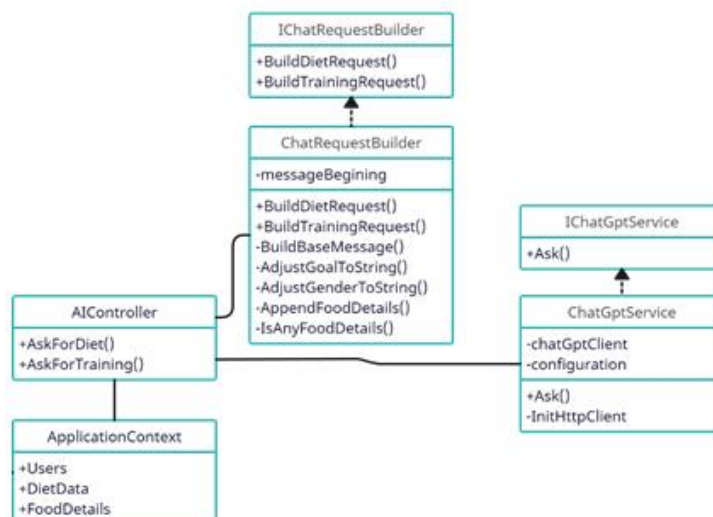 IChatRequestBuilder
+BuildDietRequest()
+BuildTrainingRequest()
ChatRequestBuilder
-messageBegining
+BuildDietRequest()
+BuildTrainingRequest()
-BuildBaseMessage()
-AdjustGoalToString()
-AdjustGenderToString()
-AppendFoodDetails()
-IsAnyFoodDetails()
IChatGptService
+Ask()
ChatGptService
-chatGptClient
-configuration
+Ask()
-InitHttpClient
AIController
+AskForDiet()
+AskForTraining()
ApplicationContext
+Users
+DietData
+FoodDetails